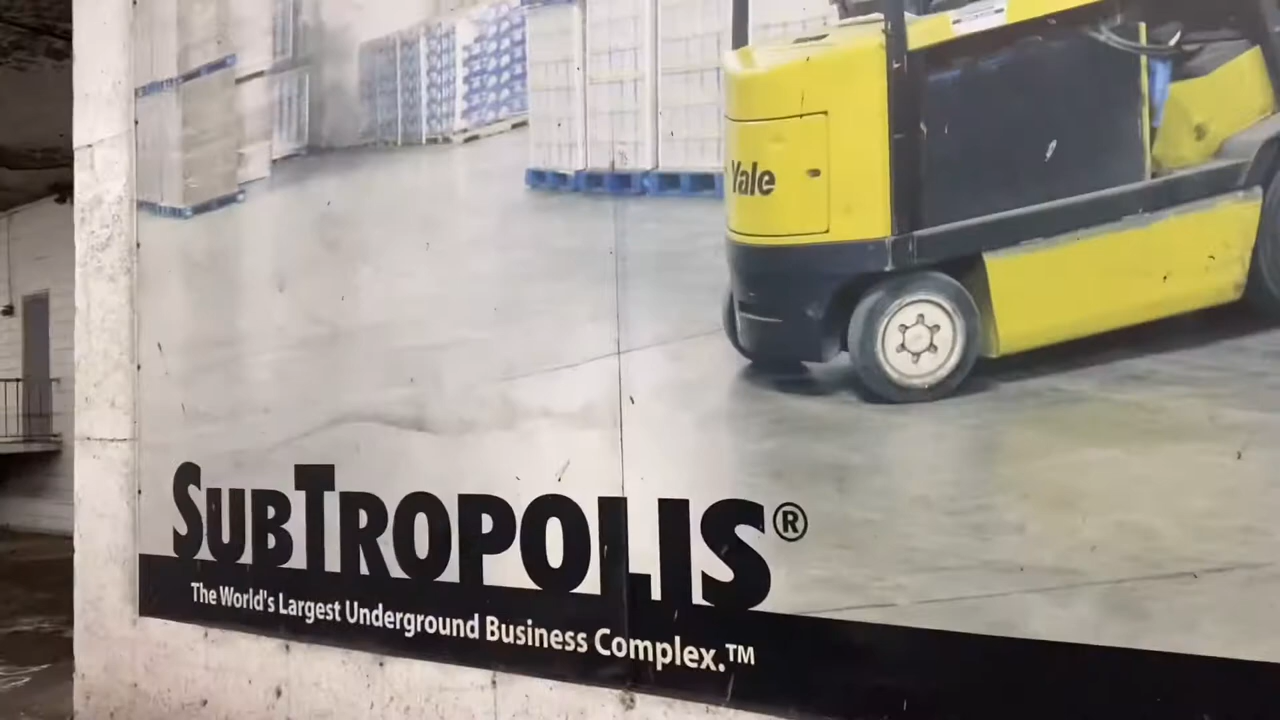 Yale
SUBTROPOLIS®
The World's Largest Underground Business Complex.™